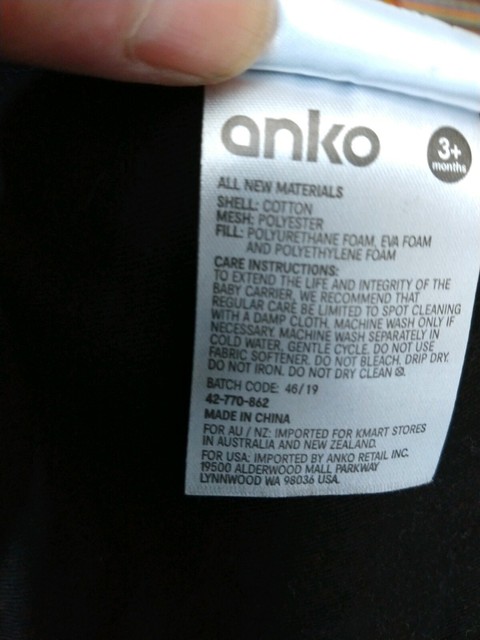 anko
3+
months
ALL NEW MATERIALS
SHELL: COTTON
MESH: POLYESTER
FILL: POLYURETHANE FOAM, EVA FOAM
AND POLYETHYLENE FOAM
CARE INSTRUCTIONS:
TO EXTEND THE LIFE AND INTEGRITY OF THE
BABY CARRIER, WE RECOMMEND THAT
REGULAR CARE BE LIMITED TO SPOT CLEANING
WITH A DAMP CLOTH. MACHINE WASH ONLY IF
NECESSARY. MACHINE WASH SEPARATELY IN
COLD WATER, GENTLE CYCLE. DO NOT USE
FABRIC SOFTENER. DO NOT BLEACH. DRIP DRY.
DO NOT IRON. DO NOT DRY CLEAN
BATCH CODE: 46/19
42-770-862
MADE IN CHINA
FOR AU / NZ: IMPORTED FOR KMART STORES
IN AUSTRALIA AND NEW ZEALAND.
FOR USA: IMPORTED BY ANKO RETAIL INC.
19500 ALDERWOOD MALL PARKWAY
LYNNWOOD WA 98036 USA.